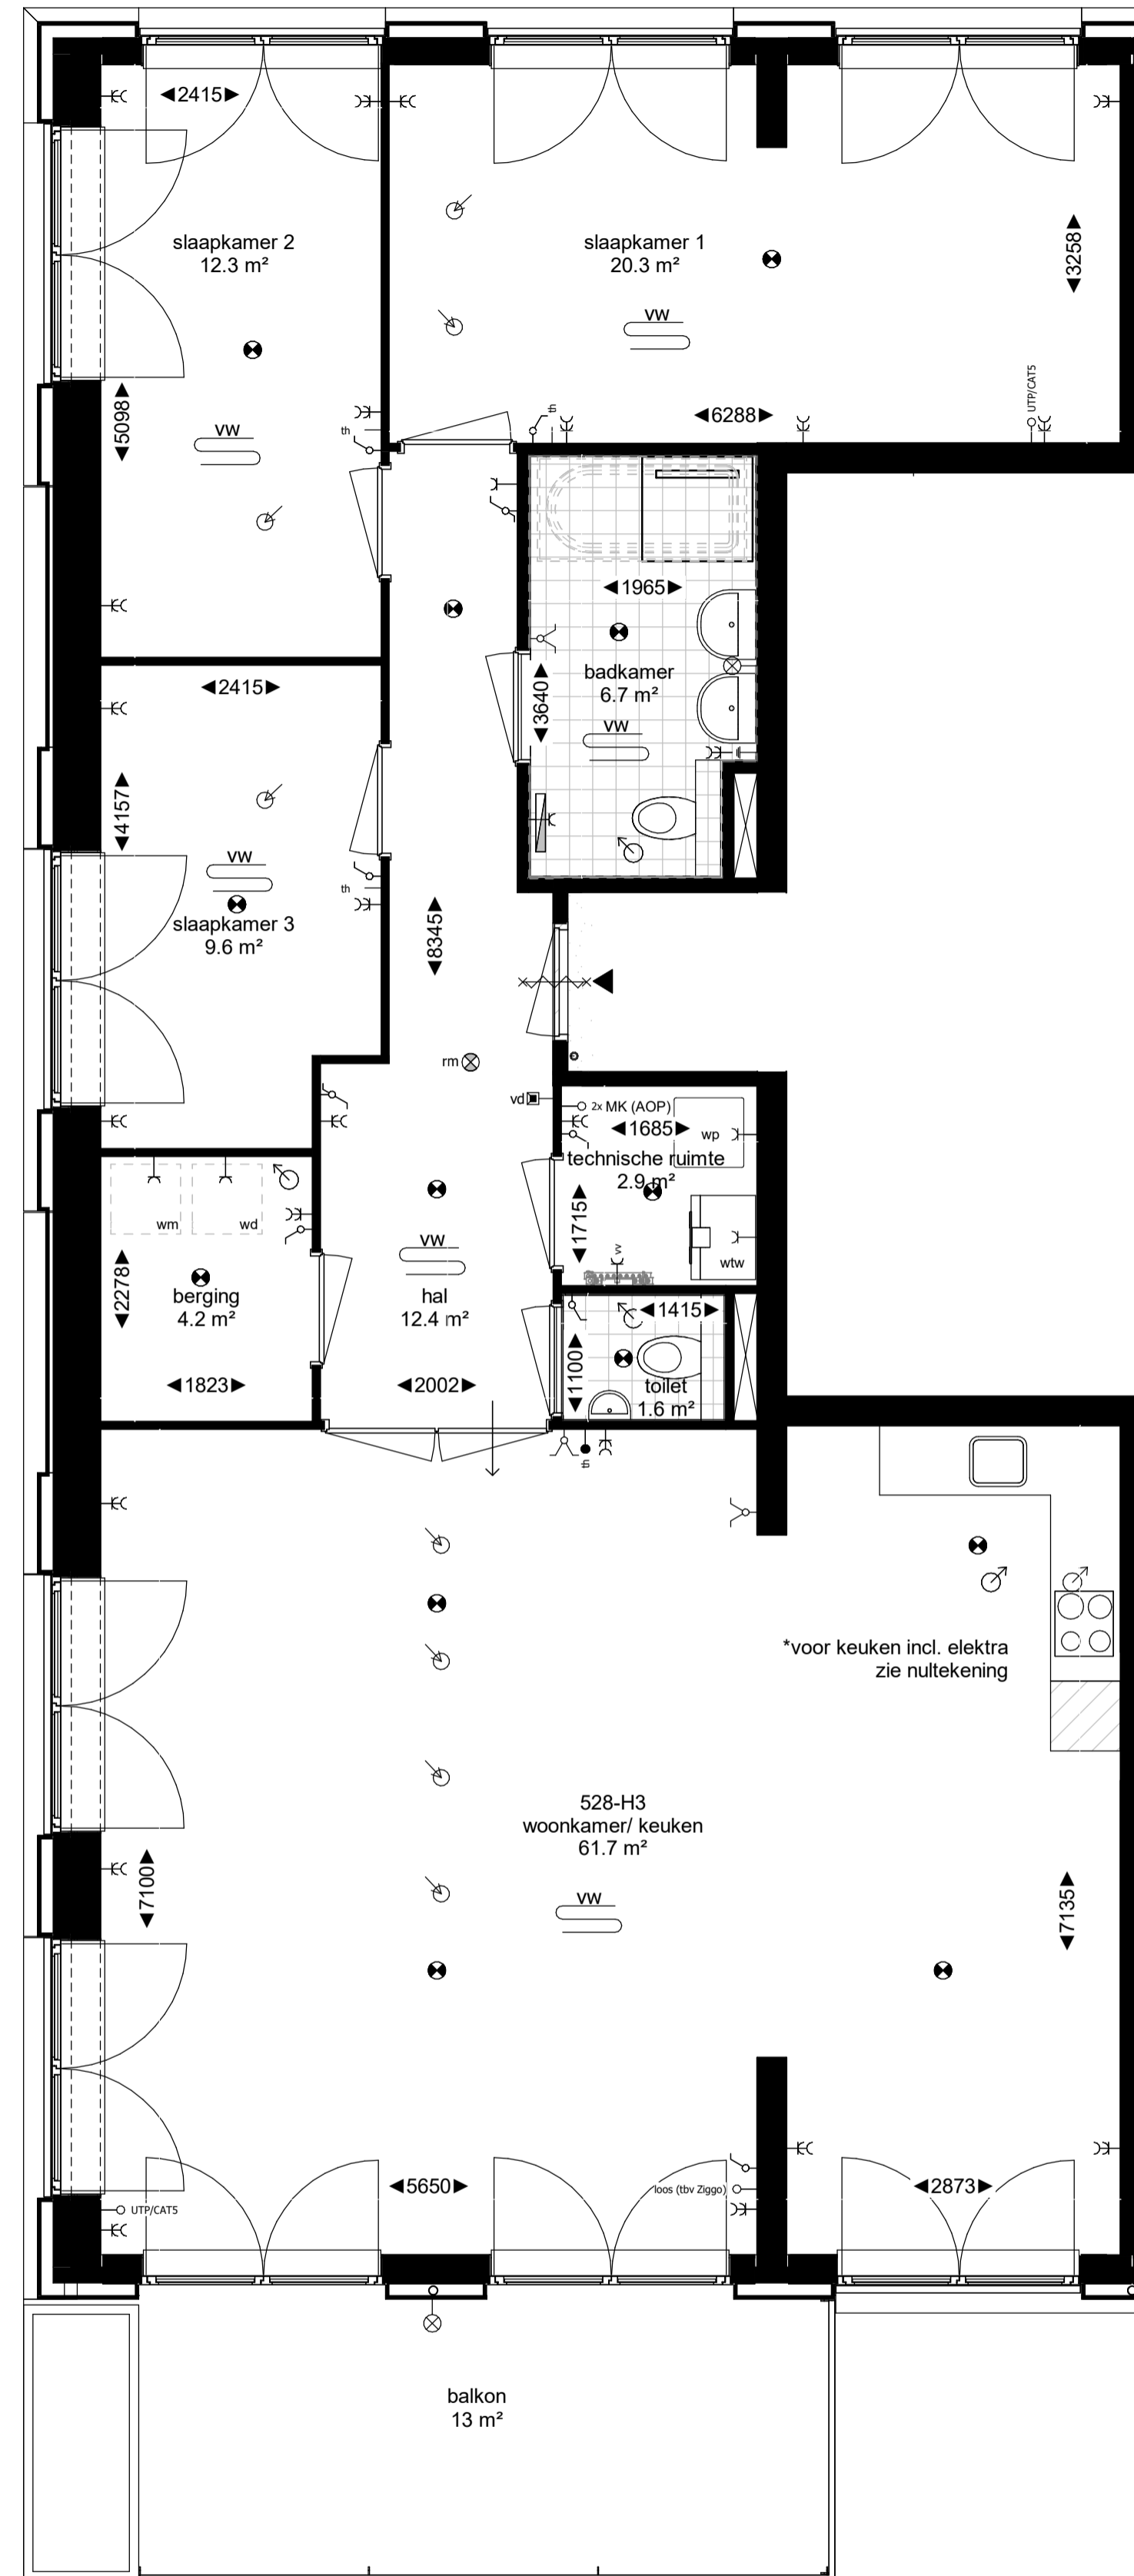 2415
slaapkamer 2
12.3 m²
slaapkamer 1
20.3 m²
3258
vw
UTP/CAT5
5098
th
vw
th
6288
1965
badkamer
6.7 m²
3640
vw
2415
4157
vw
th
slaapkamer 3
9.6 m²
8345
rm
vd
2x MK (AOP)
1685
wp
technische ruimte
2.9 m²
1715
vv
wtw
wm
wd
2278
berging
4.2 m²
1823
vw
hal
12.4 m²
2002
1415
1100
toilet
1.6 m²
th
*voor keuken incl. elektra
zie nultekening
528-H3
woonkamer/ keuken
61.7 m²
vw
7100
7135
5650
2873
loos (tbv Ziggo)
UTP/CAT5
balkon
13 m²